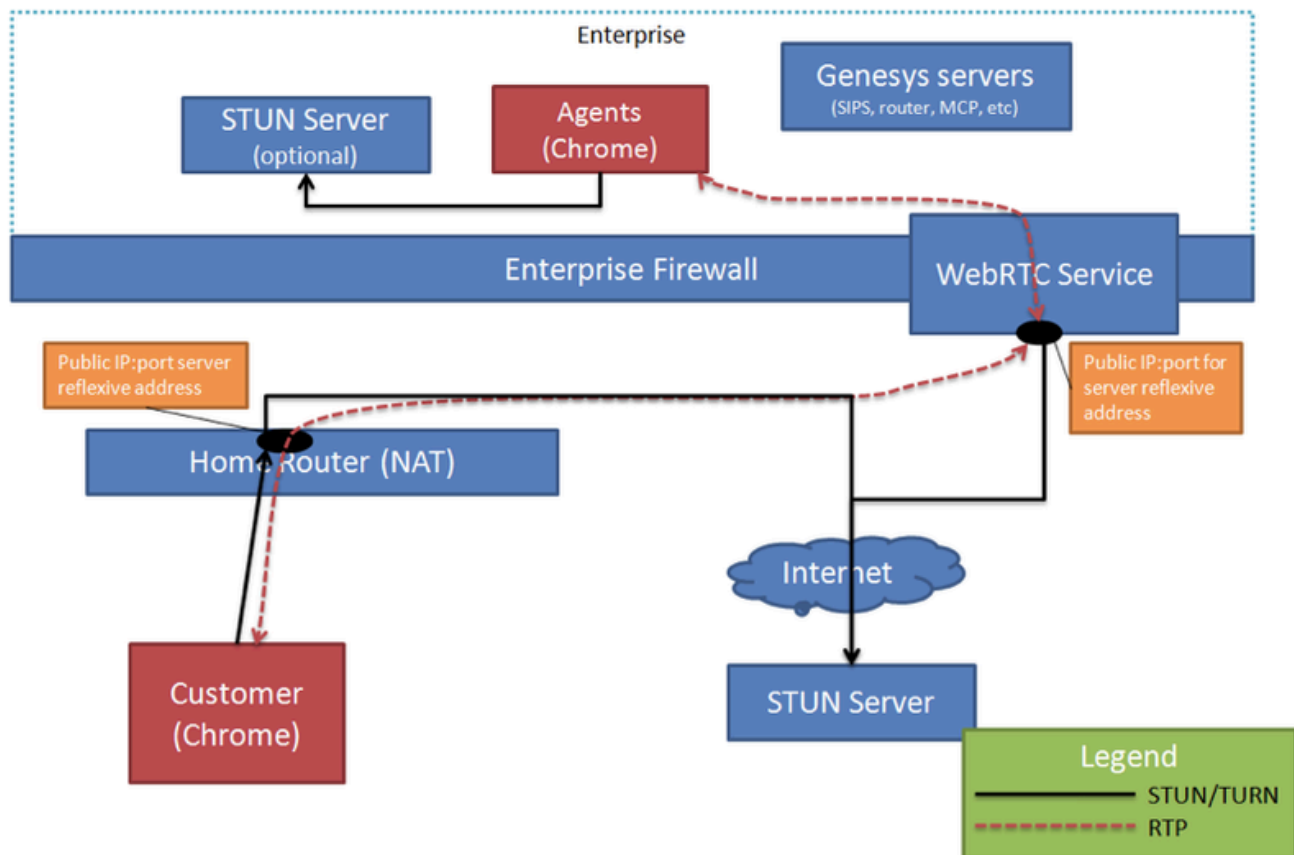 Enterprise
Genesys servers
(SIPS, router, MCP, etc)
STUN Server
(optional)
Agents
(Chrome)
Enterprise Firewall
WebRTC Service
Public IP:port server
reflexive address
Public IP:port for
server reflexive
address
Home Router (NAT)
Internet
Customer
(Chrome)
STUN Server
Legend
STUN/TURN
RTP